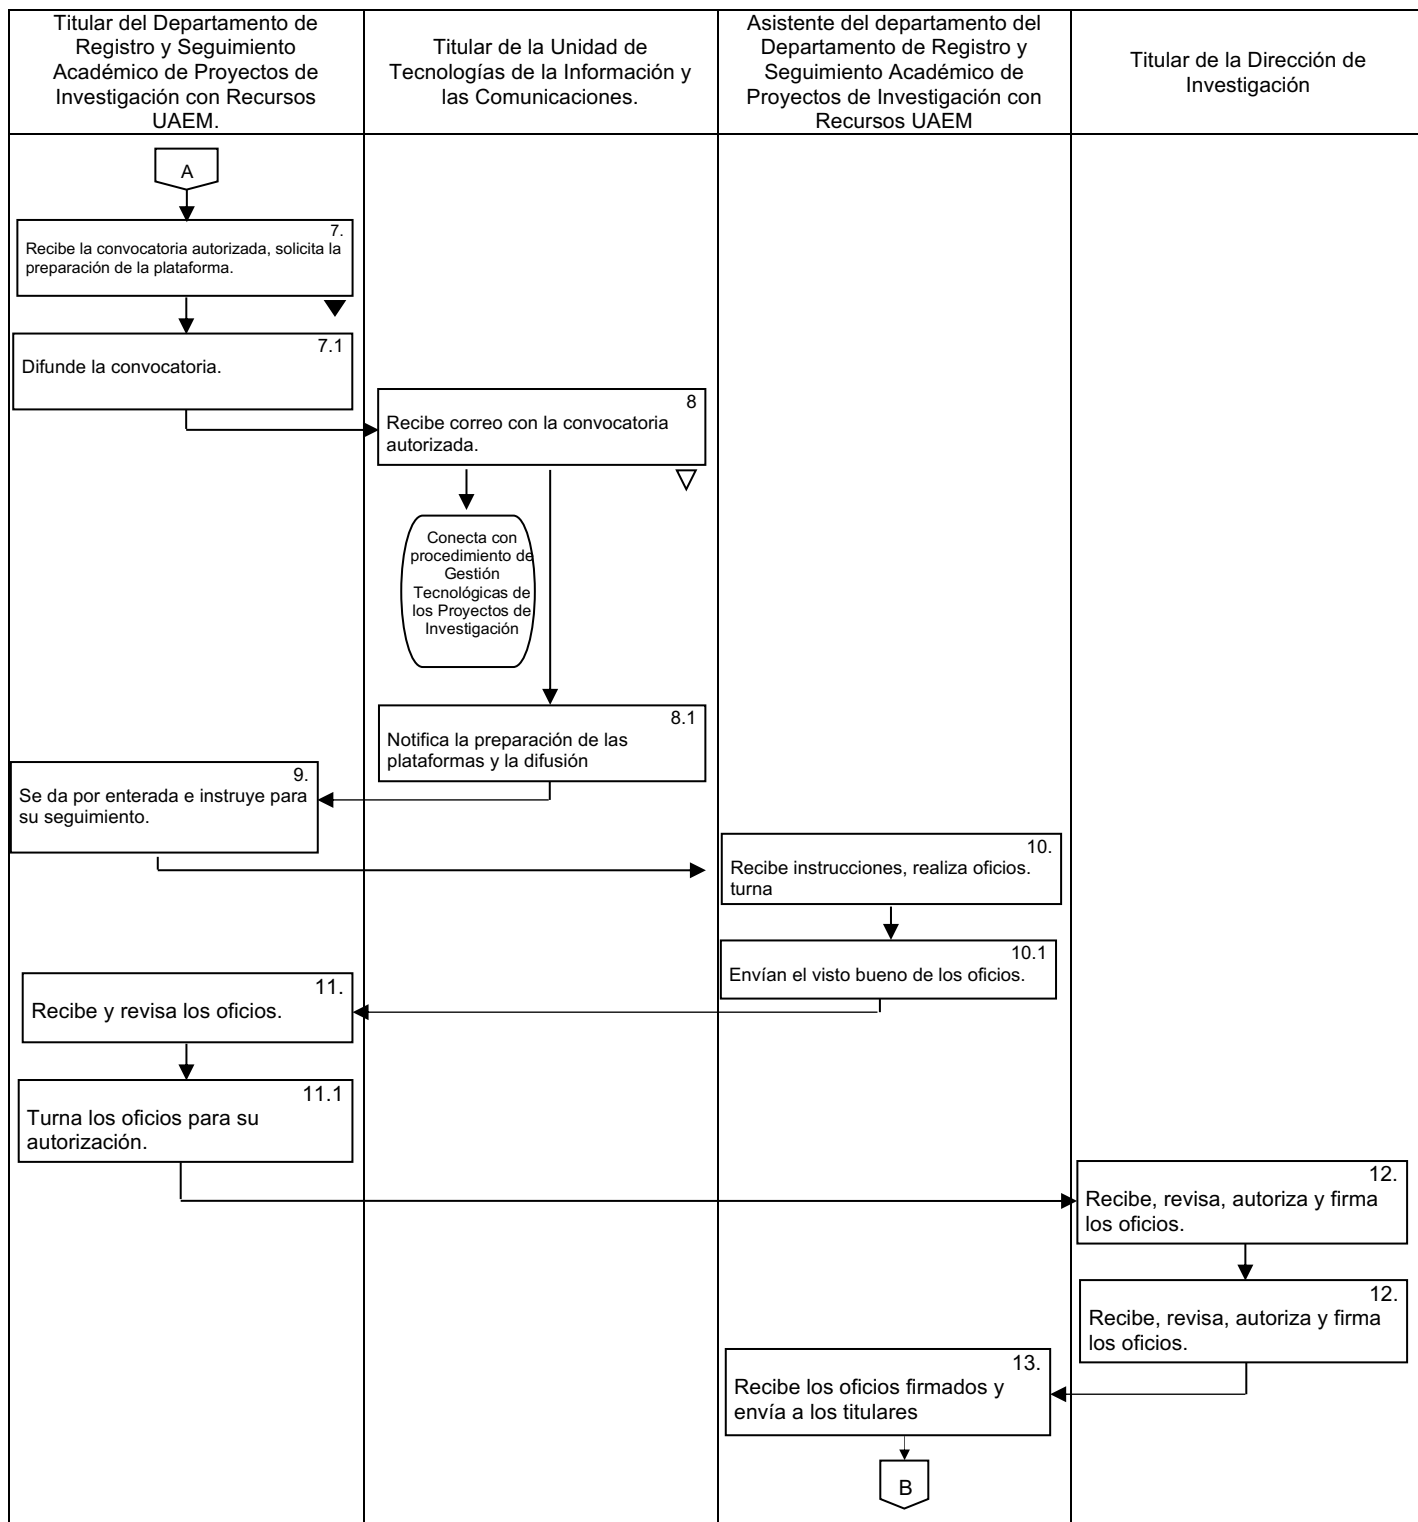 Titular del Departamento de
Registro y Seguimiento
Académico de Proyectos de
Investigación con Recursos
UAEM.
Titular de la Unidad de
Tecnologías de la Información y
las Comunicaciones.
Asistente del departamento del
Departamento de Registro y
Seguimiento Académico de
Proyectos de Investigación con
Recursos UAEM
Titular de la Dirección de
Investigación
A
7.
Recibe la convocatoria autorizada, solicita la
preparación de la plataforma.
7.1
Difunde la convocatoria.
8
Recibe correo con la convocatoria
autorizada.
Conecta con
procedimiento de
Gestión
Tecnológicas de
los Proyectos de
Investigación
8.1
Notifica la preparación de las
plataformas y la difusión
9.
Se da por enterada e instruye para
su seguimiento.
10.
Recibe instrucciones, realiza oficios.
turna
10.1
Envían el visto bueno de los oficios.
11.
Recibe y revisa los oficios.
11.1
Turna los oficios para su
autorización.
12.
Recibe, revisa, autoriza y firma
los oficios.
12.
Recibe, revisa, autoriza y firma
los oficios.
13.
Recibe los oficios firmados y
envía a los titulares
B